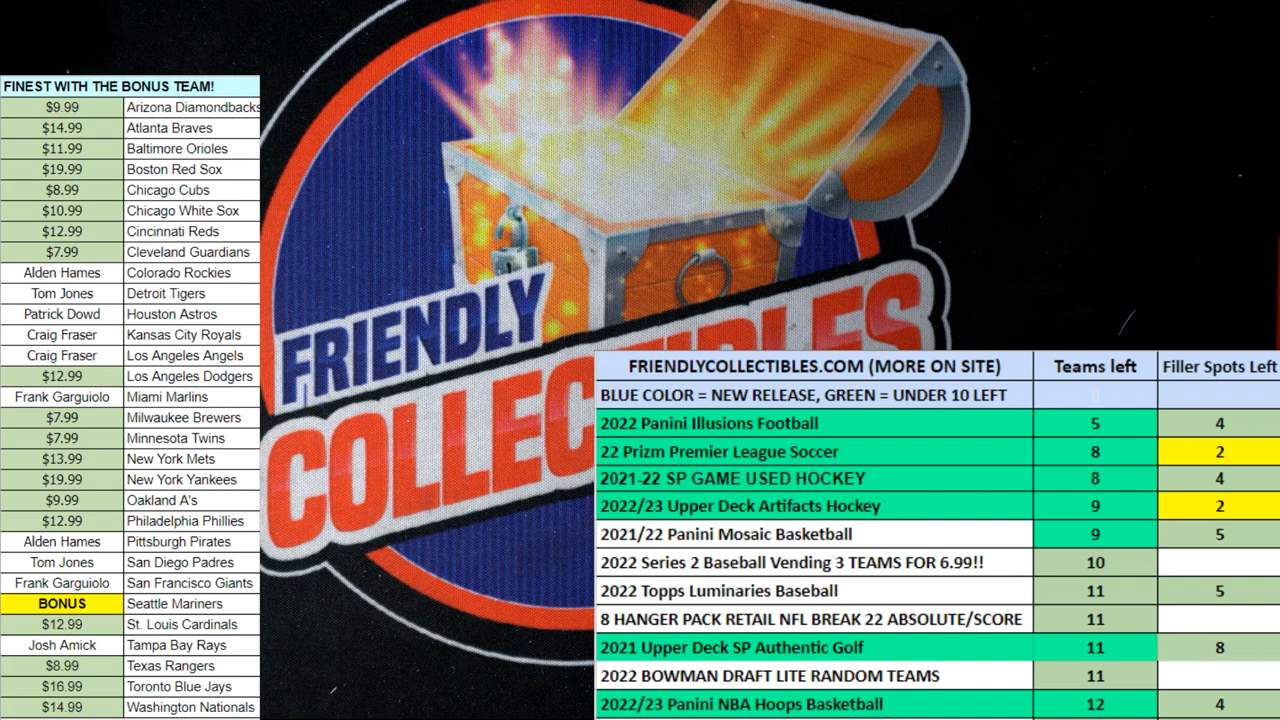 FINEST WITH THE BONUS TEAM!
$9.99 Arizona Diamondbacks
$14.99 Atlanta Braves
$11.99 Baltimore Orioles
$19.99 Boston Red Sox
$8.99 Chicago Cubs
$10.99 Chicago White Sox
$12.99 Cincinnati Reds
$7.99 Cleveland Guardians
Alden Hames Colorado Rockies
Tom Jones Detroit Tigers
Patrick Dowd Houston Astros
Craig Fraser Kansas City Royals
Craig Fraser Los Angeles Angels
$12.99 Los Angeles Dodgers
Frank Garguiolo Miami Marlins
$7.99 Milwaukee Brewers
$7.99 Minnesota Twins
$13.99 New York Mets
$19.99 New York Yankees
$9.99 Oakland A's
$12.99 Philadelphia Phillies
Alden Hames Pittsburgh Pirates
Tom Jones San Diego Padres
Frank Garguiolo San Francisco Giants
BONUS Seattle Mariners
$12.99 St. Louis Cardinals
Josh Amick Tampa Bay Rays
$8.99 Texas Rangers
$16.99 Toronto Blue Jays
$14.99 Washington Nationals
FRIENDLY
COLLECTIBLES
FRIENDLYCOLLECTIBLES.COM (MORE ON SITE) Teams left Filler Spots Left
BLUE COLOR = NEW RELEASE, GREEN = UNDER 10 LEFT 0
2022 Panini Illusions Football 5 4
22 Prizm Premier League Soccer 8 2
2021-22 SP GAME USED HOCKEY 8 4
2022/23 Upper Deck Artifacts Hockey 9 2
2021/22 Panini Mosaic Basketball 9 5
2022 Series 2 Baseball Vending 3 TEAMS FOR 6.99!! 10
2022 Topps Luminaries Baseball 11 5
8 HANGER PACK RETAIL NFL BREAK 22 ABSOLUTE/SCORE 11
2021 Upper Deck SP Authentic Golf 11 8
2022 BOWMAN DRAFT LITE RANDOM TEAMS 11
2022/23 Panini NBA Hoops Basketball 12 4